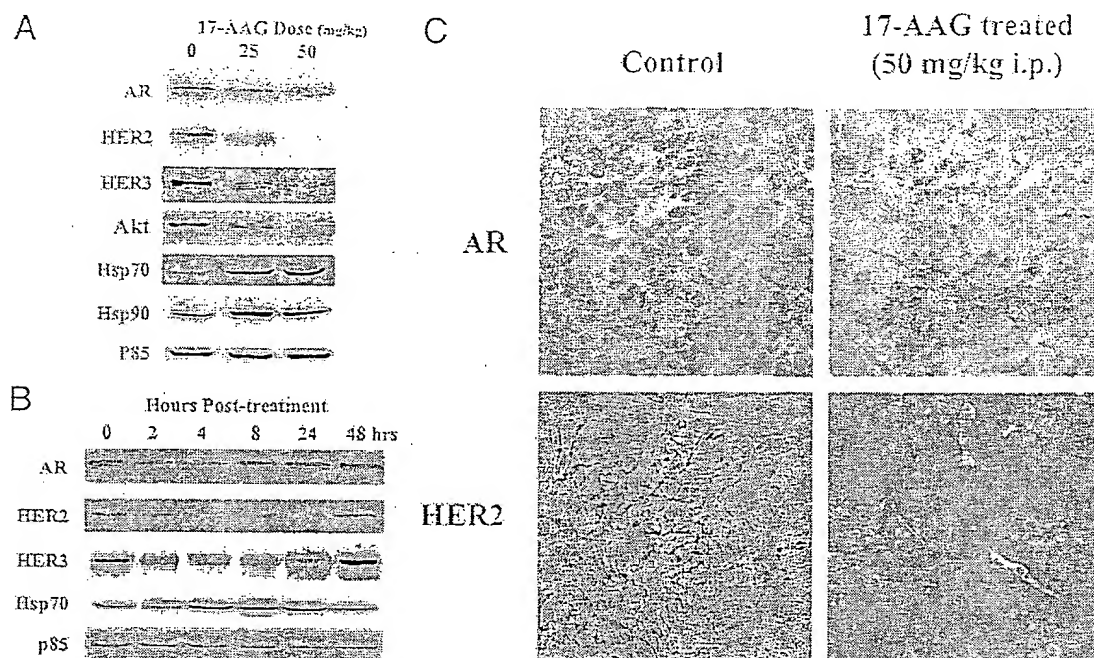 A
17-AAG Dose (mg/kg)
0 25 50
AR
HER2
HER3
Akt
Hsp70
Hsp90
P85
B
Hours Post-treatment
0 2 4 8 24 48 hrs
AR
HER2
HER3
Hsp70
p85
C
Control
17-AAG treated
(50 mg/kg i.p.)
AR
HER2